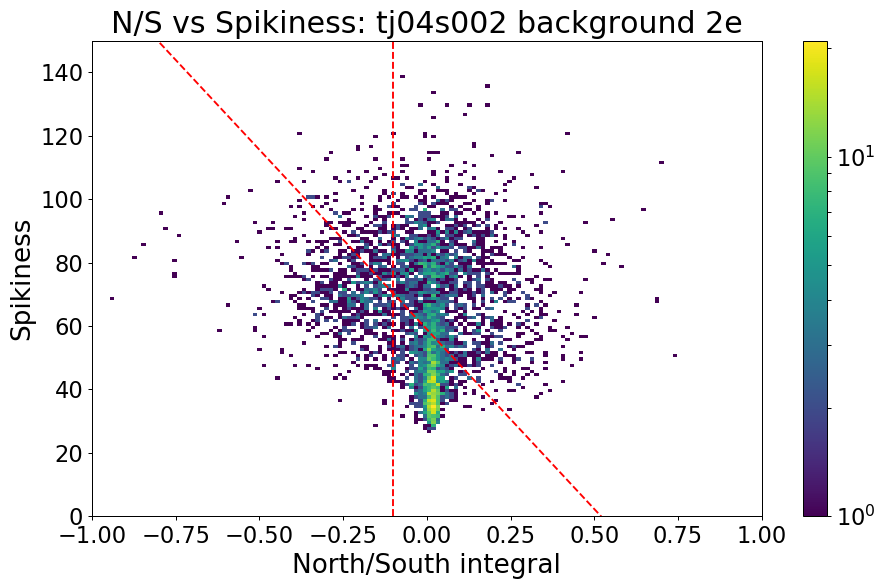 N/S vs Spikiness: tj04s002 background 2e
Spikiness
140
120
100
80
60
40
20
0
−1.00 −0.75 −0.50 −0.25 0.00 0.25 0.50 0.75 1.00
North/South integral
10¹
10⁰